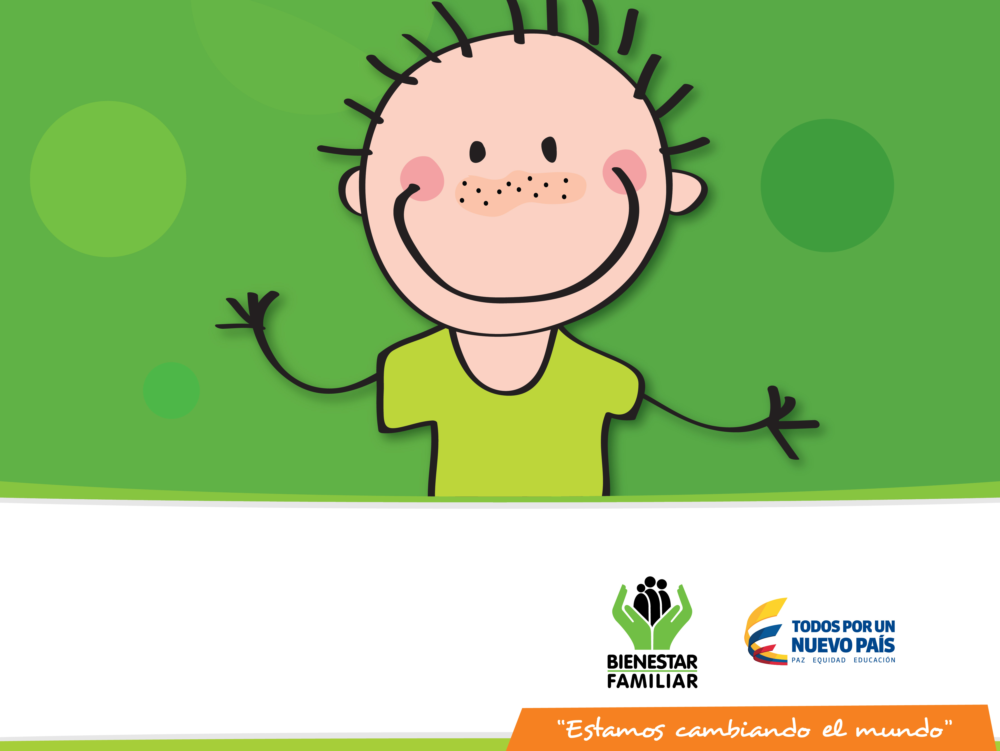 BIENESTAR
FAMILIAR
TODOS POR UN
NUEVO PAÍS
PAZ EQUIDAD EDUCACIÓN
"Estamos cambiando el mundo"